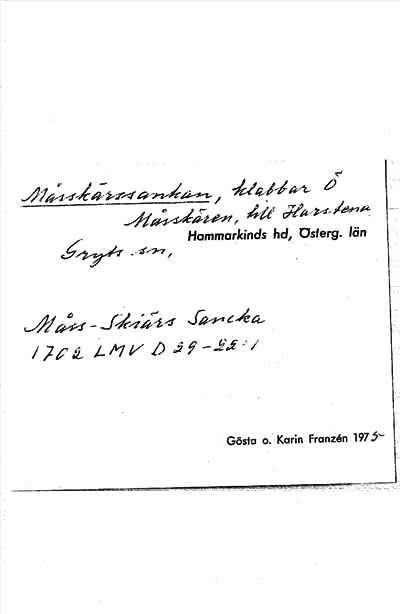 Måsskärssankan, klabbar Ö
Måsskären, till Harstena
Hammarkinds hd, Österg. län
Gryts sn,
Måss-Skiärs Sancka
1702 LMV D 29-22:1
Gösta o. Karin Franzén 1975